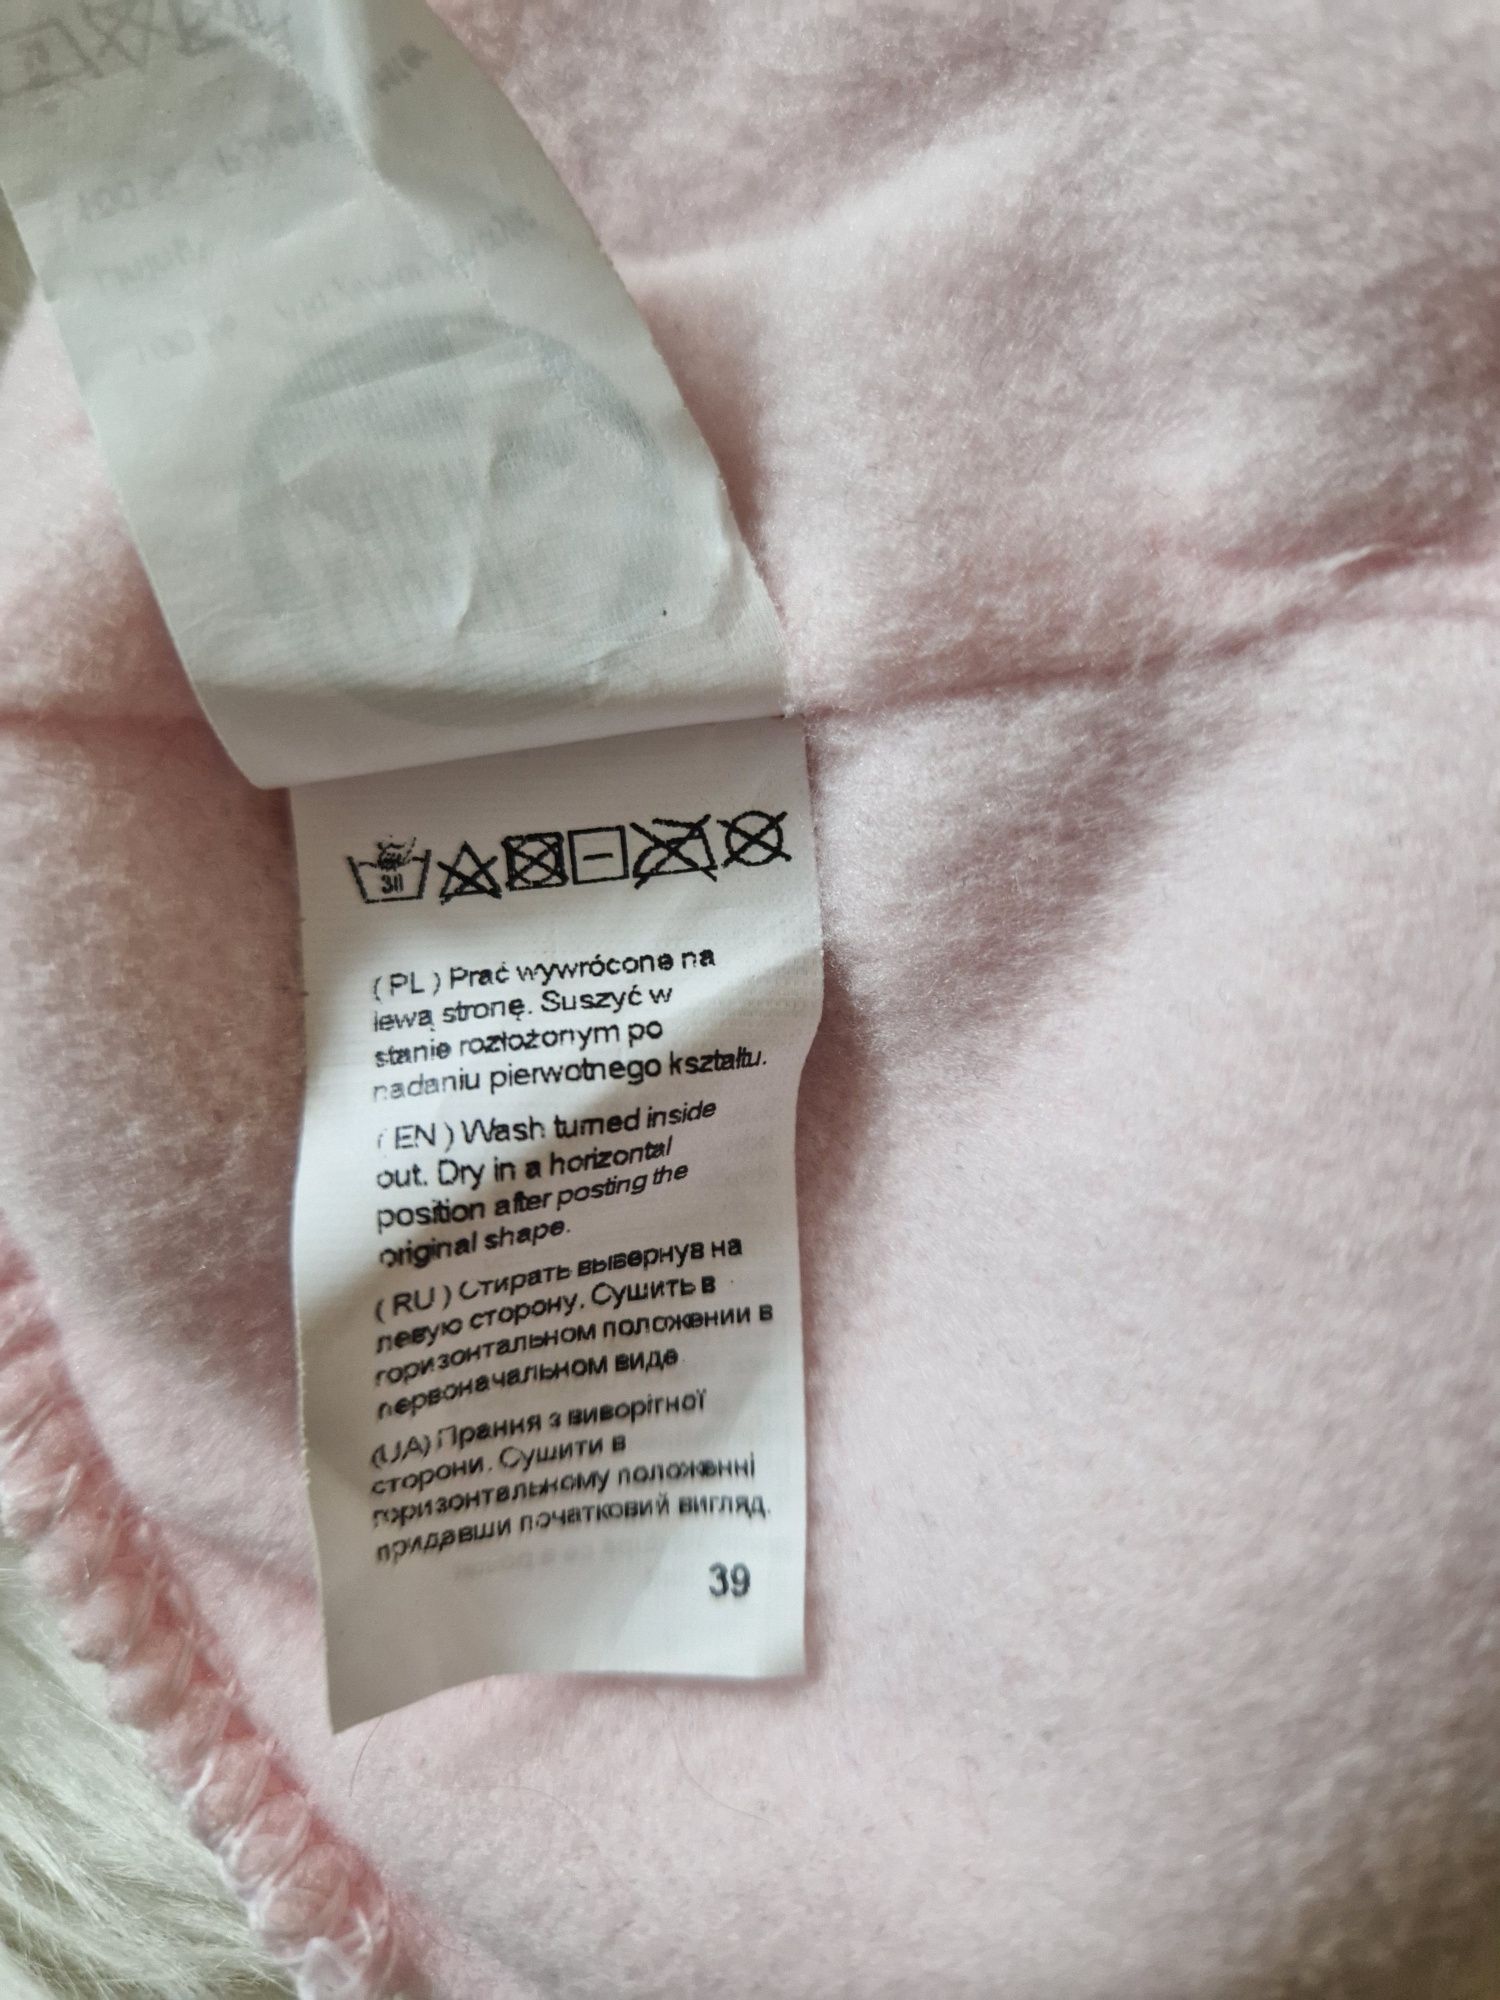 ( PL ) Prać wywrócone na
lewą stronę. Suszyć w
stanie rozłożonym po
nadaniu pierwotnego kształtu.
( EN ) Wash turned inside
out. Dry in a horizontal
position after posting the
original shape.
( RU ) Стирать вывернув на
левую сторону. Сушить в
горизонтальном положении в
первоначальном виде
(UA) Прання з виворітної
сторони. Сушити в
горизонтальному положенні
придавши початковий вигляд.
39